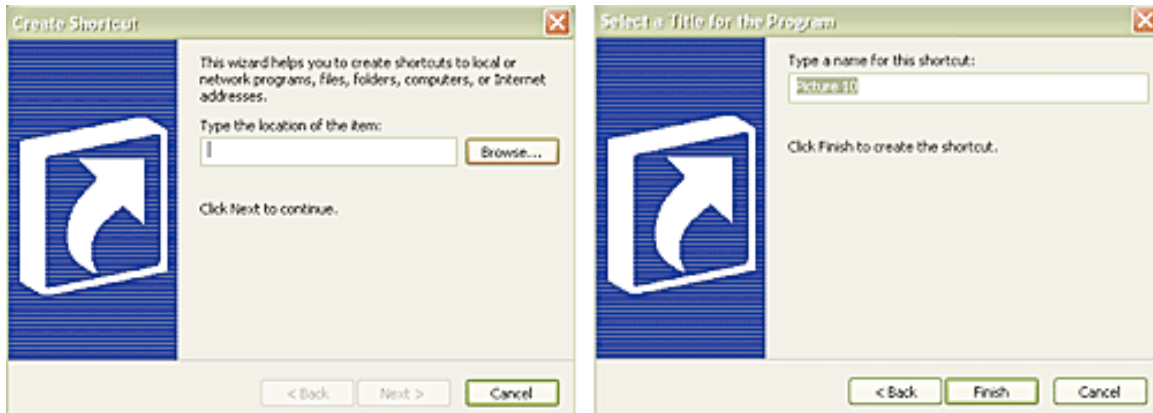 Create Shortcut
This wizard helps you to create shortcuts to local or
network programs, files, folders, computers, or Internet
addresses.
Type the location of the item:
Browse...
Click Next to continue.
< Back
Next >
Cancel
Select a Title for the Program
Type a name for this shortcut:
Picture 10
Click Finish to create the shortcut.
< Back
Finish
Cancel